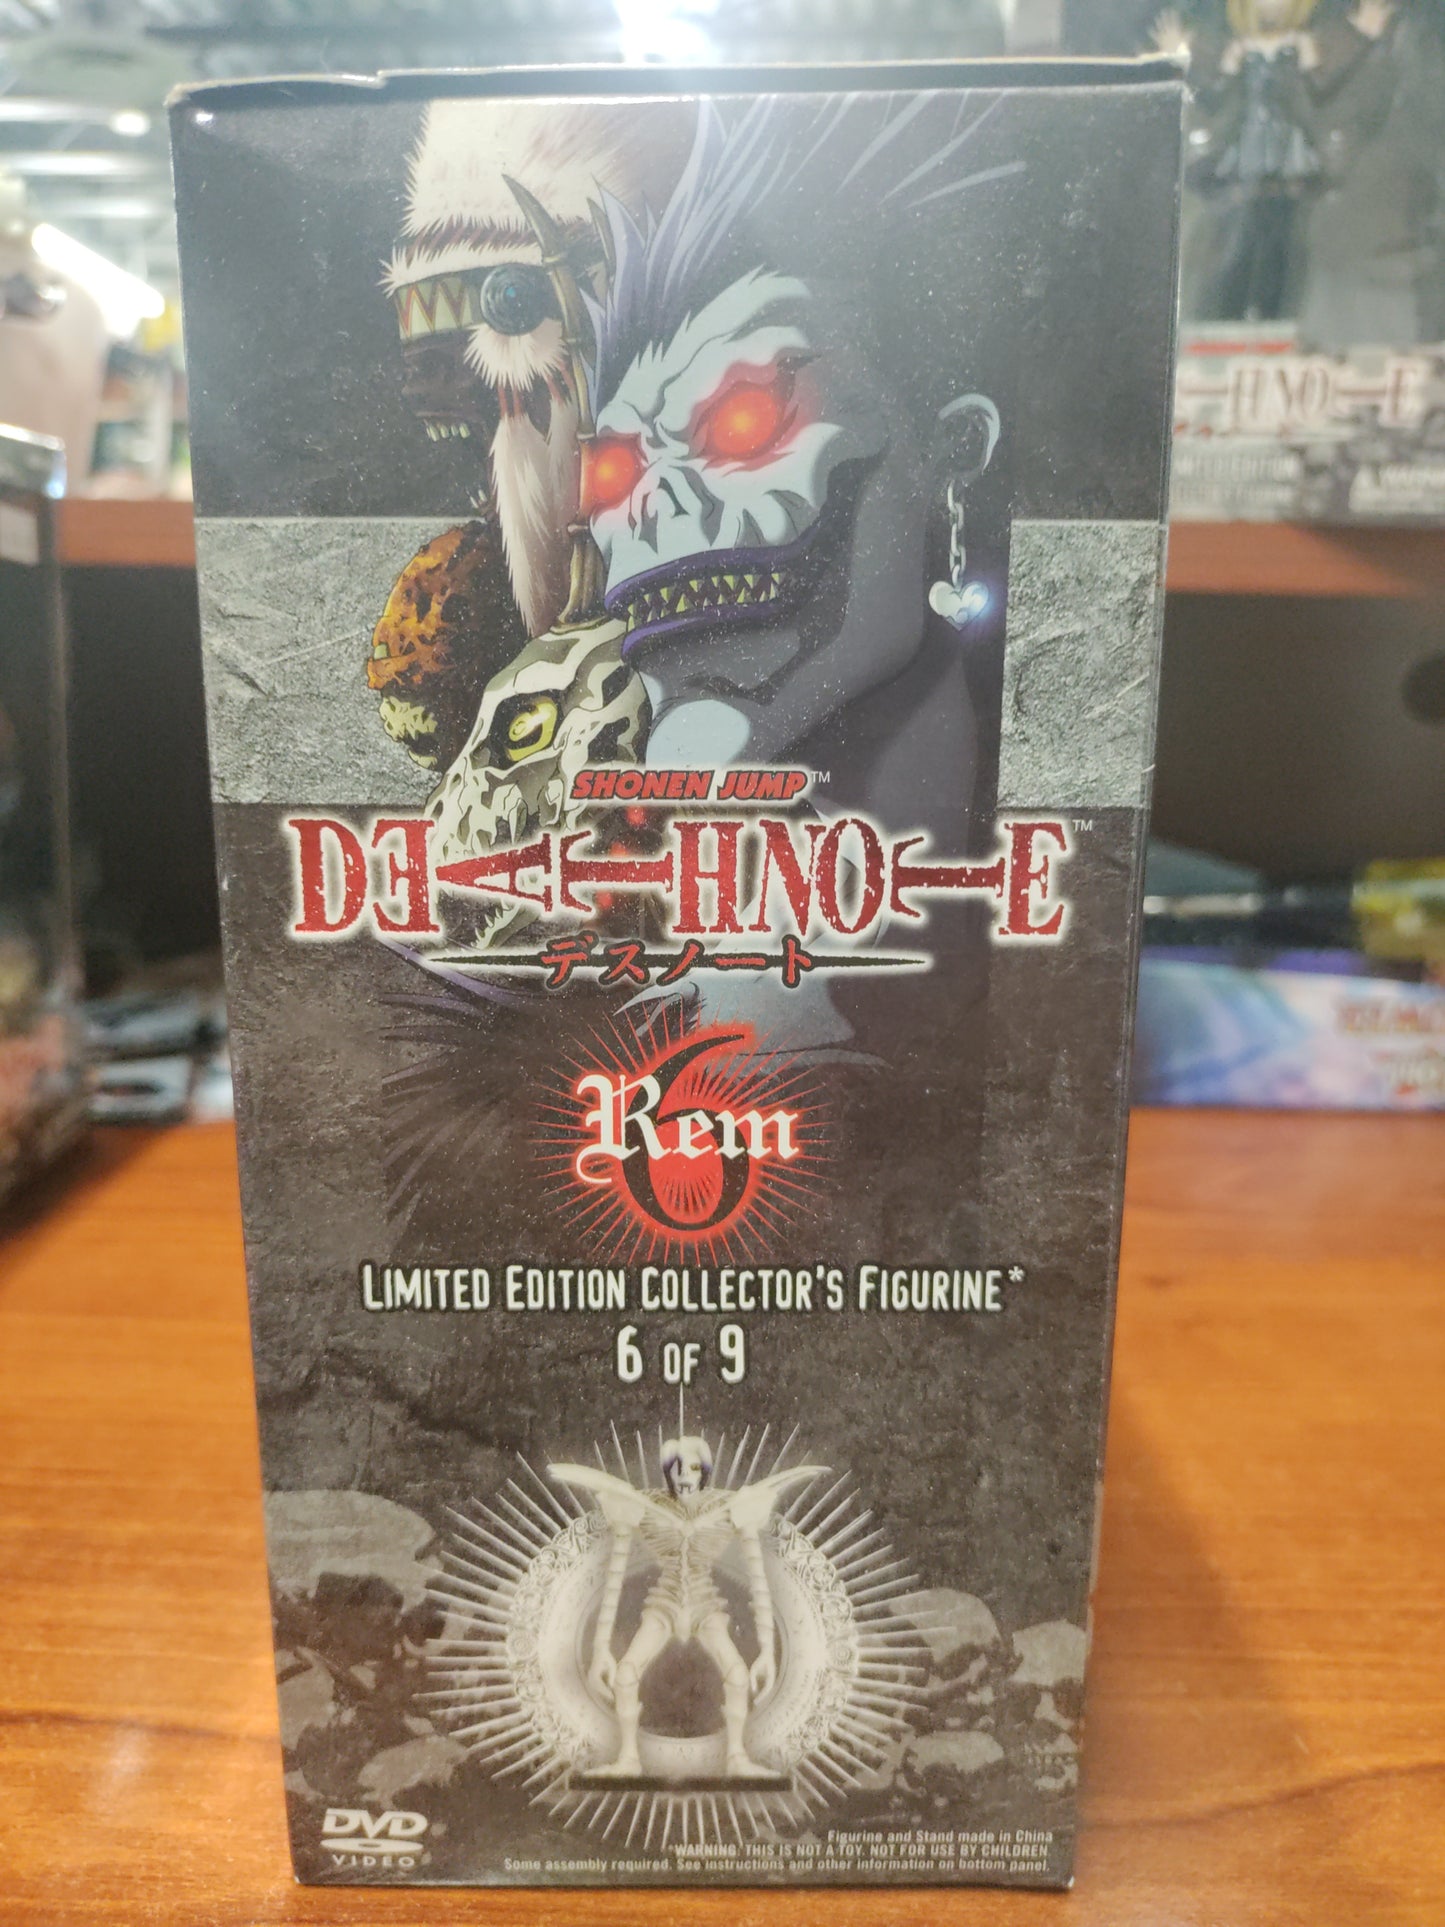 SHONEN JUMP™
DEATH NOTE™
デスノート
6
Rem
LIMITED EDITION COLLECTOR'S FIGURINE*
6 OF 9
DVD
VIDEO
Figurine and Stand made in China
*WARNING: THIS IS NOT A TOY. NOT FOR USE BY CHILDREN.
Some assembly required. See instructions and other information on bottom panel.